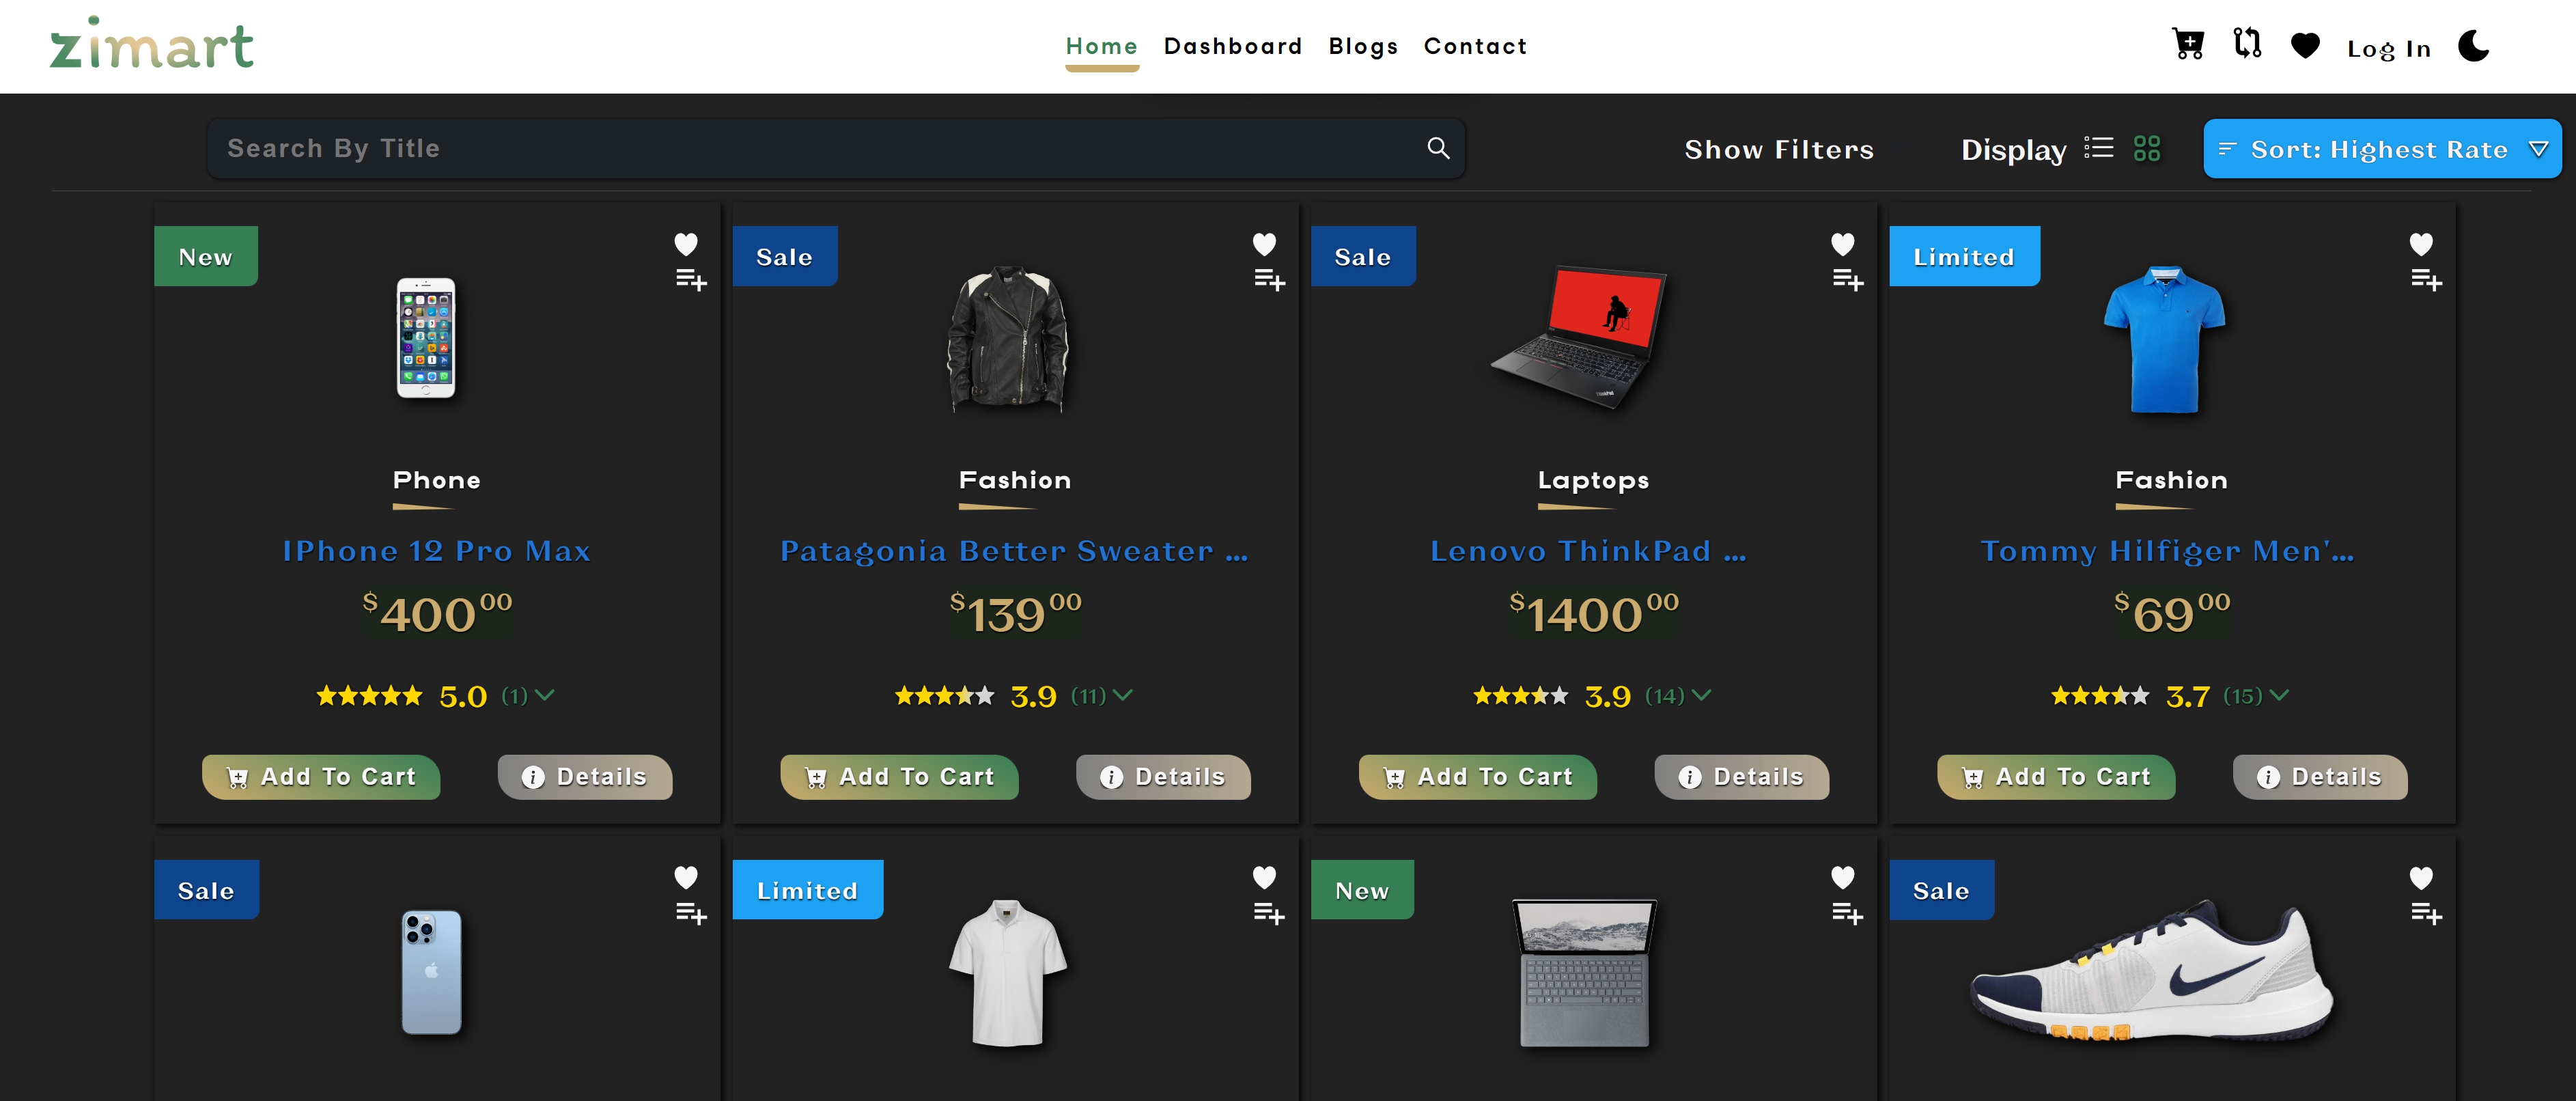 zimart
Home Dashboard Blogs Contact
Log In
Search By Title
Show Filters
Display
Sort: Highest Rate
New
Phone
IPhone 12 Pro Max
$400 00
5.0 (1)
Add To Cart
Details
Sale
Fashion
Patagonia Better Sweater ...
$139 00
3.9 (11)
Add To Cart
Details
Sale
Laptops
Lenovo ThinkPad ...
$1400 00
3.9 (14)
Add To Cart
Details
Limited
Fashion
Tommy Hilfiger Men'...
$69 00
3.7 (15)
Add To Cart
Details
Sale
Limited
New
Sale